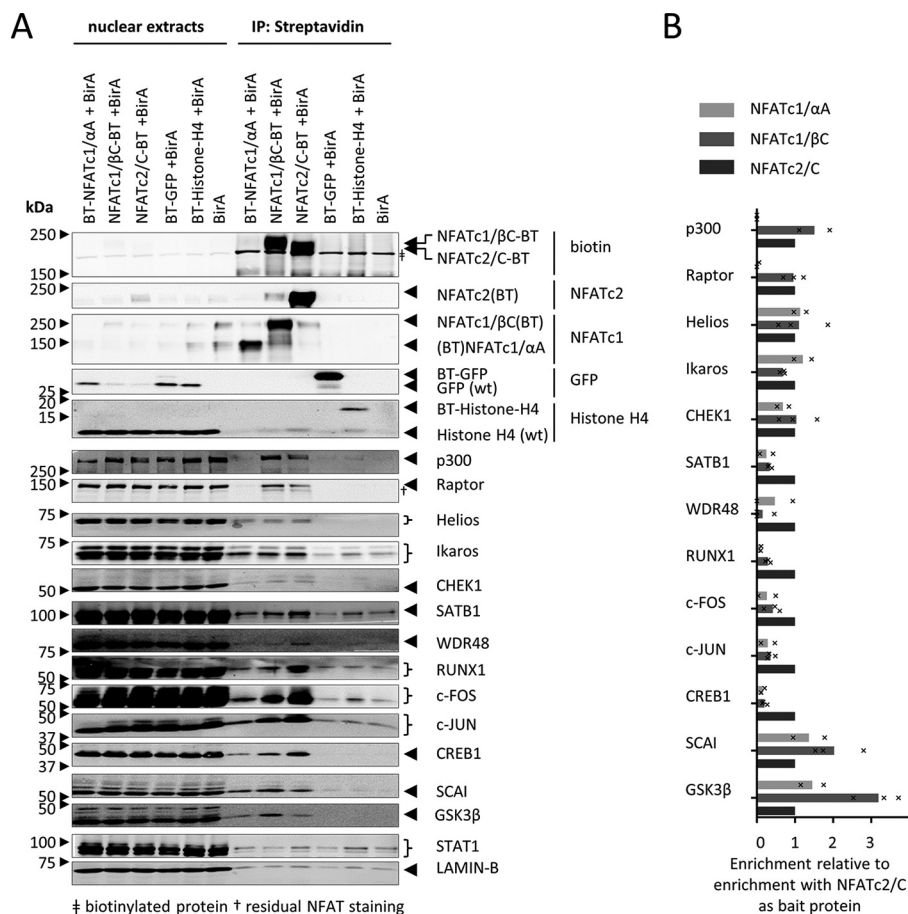 A
nuclear extracts
IP: Streptavidin
BT-NFATc1/αA + BirA
NFATc1/βC-BT +BirA
NFATc2/C-BT +BirA
BT-GFP +BirA
BT-Histone-H4 +BirA
BirA
BT-NFATc1/αA + BirA
NFATc1/βC-BT +BirA
NFATc2/C-BT +BirA
BT-GFP +BirA
BT-Histone-H4 + BirA
BirA
kDa
250
150
NFATc1/βC-BT
NFATc2/C-BT
ǂ
biotin
250
NFATc2(BT)
NFATc2
250
150
NFATc1/βC(BT)
(BT)NFATc1/αA
NFATc1
25
BT-GFP
GFP (wt)
GFP
20
15
BT-Histone-H4
Histone H4 (wt)
Histone H4
250
p300
150
†
Raptor
75
Helios
75
Ikaros
50
CHEK1
100
SATB1
75
WDR48
75
50
RUNX1
75
50
c-FOS
50
37
c-JUN
50
37
CREB1
50
SCAI
50
GSK3β
100
STAT1
75
LAMIN-B
ǂ biotinylated protein † residual NFAT staining
B
NFATc1/αA
NFATc1/βC
NFATc2/C
p300
Raptor
Helios
Ikaros
CHEK1
SATB1
WDR48
RUNX1
c-FOS
c-JUN
CREB1
SCAI
GSK3β
0 1 2 3
Enrichment relative to
enrichment with NFATc2/C
as bait protein